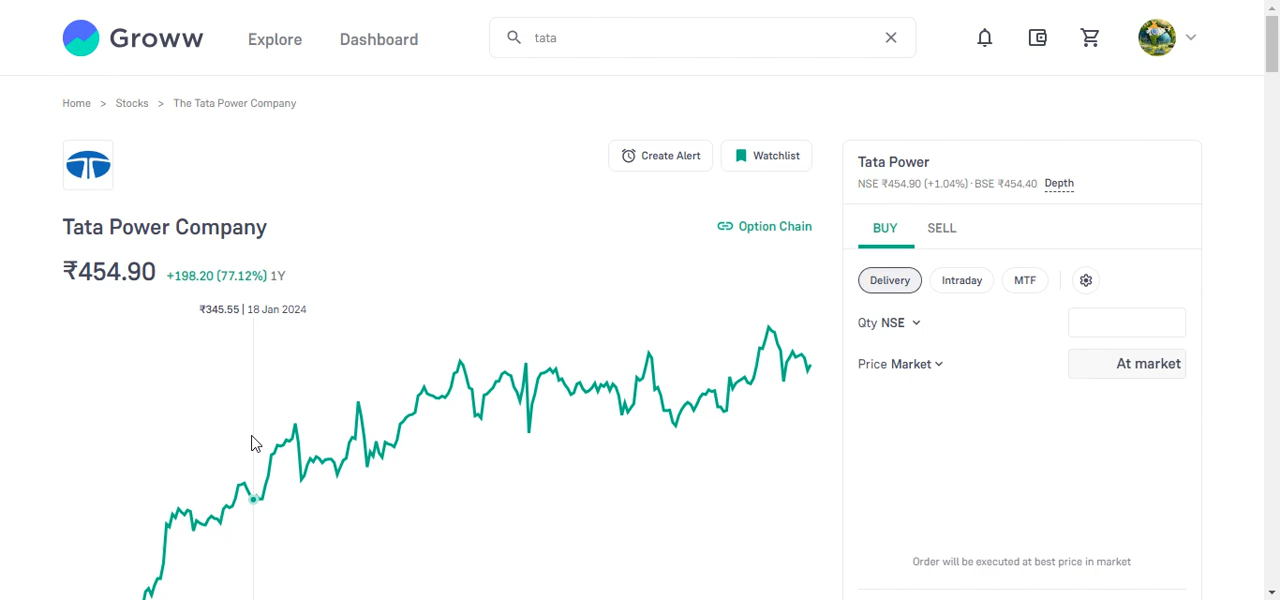 Groww
Explore
Dashboard
tata
Home > Stocks > The Tata Power Company
Create Alert
Watchlist
Tata Power Company
Option Chain
₹454.90 +198.20 (77.12%) 1Y
₹345.55 | 18 Jan 2024
Tata Power
NSE ₹454.90 (+1.04%) · BSE ₹454.40 Depth
BUY
SELL
Delivery
Intraday
MTF
Qty NSE
Price Market
At market
Order will be executed at best price in market